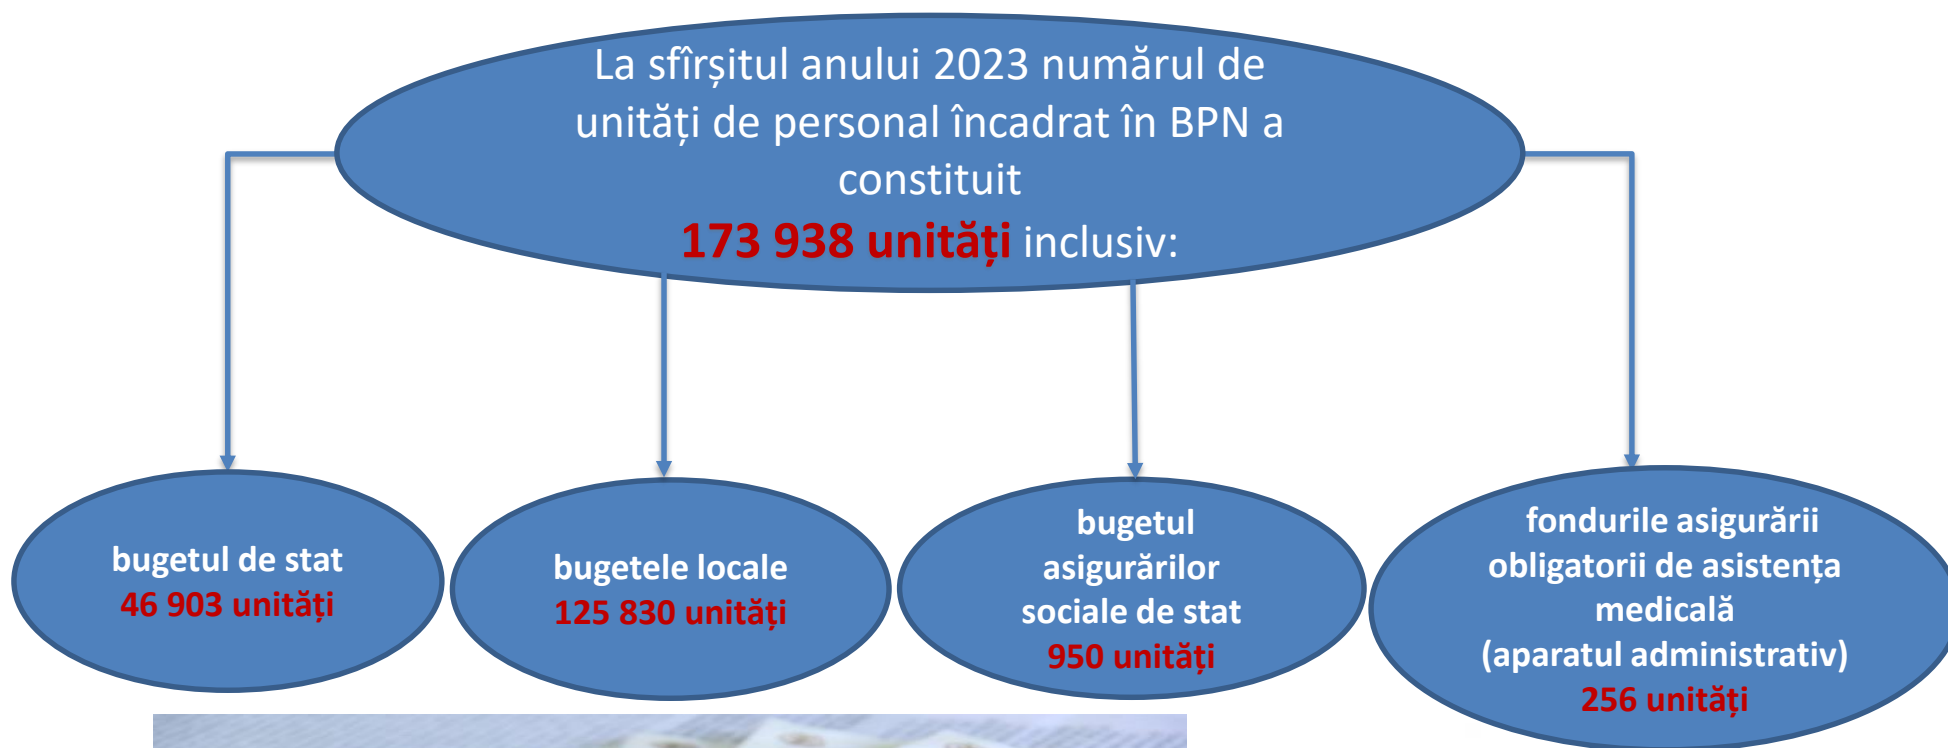 La sfîrșitul anului 2023 numărul de
unități de personal încadrat în BPN a
constituit
173 938 unități inclusiv:
bugetul de stat
46 903 unități
bugetele locale
125 830 unități
bugetul
asigurărilor
sociale de stat
950 unități
fondurile asigurării
obligatorii de asistența
medicală
(aparatul administrativ)
256 unități